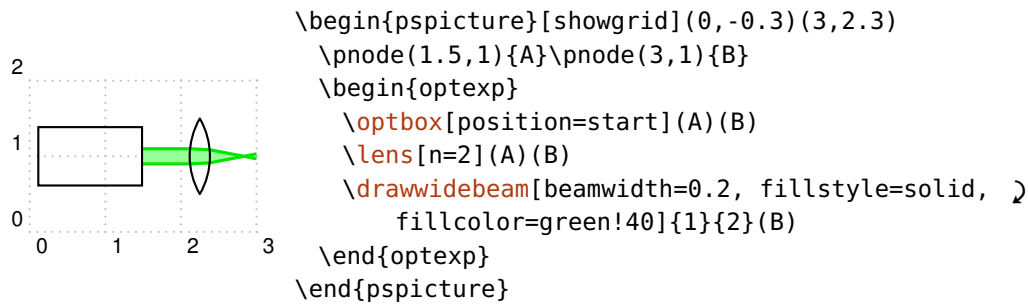 \begin{pspicture}[showgrid](0,-0.3)(3,2.3)
\pnode(1.5,1){A}\pnode(3,1){B}
\begin{optexp}
\optbox[position=start](A)(B)
\lens[n=2](A)(B)
\drawwidebeam[beamwidth=0.2, fillstyle=solid,
fillcolor=green!40]{1}{2}(B)
\end{optexp}
\end{pspicture}
2
1
0
0 1 2 3